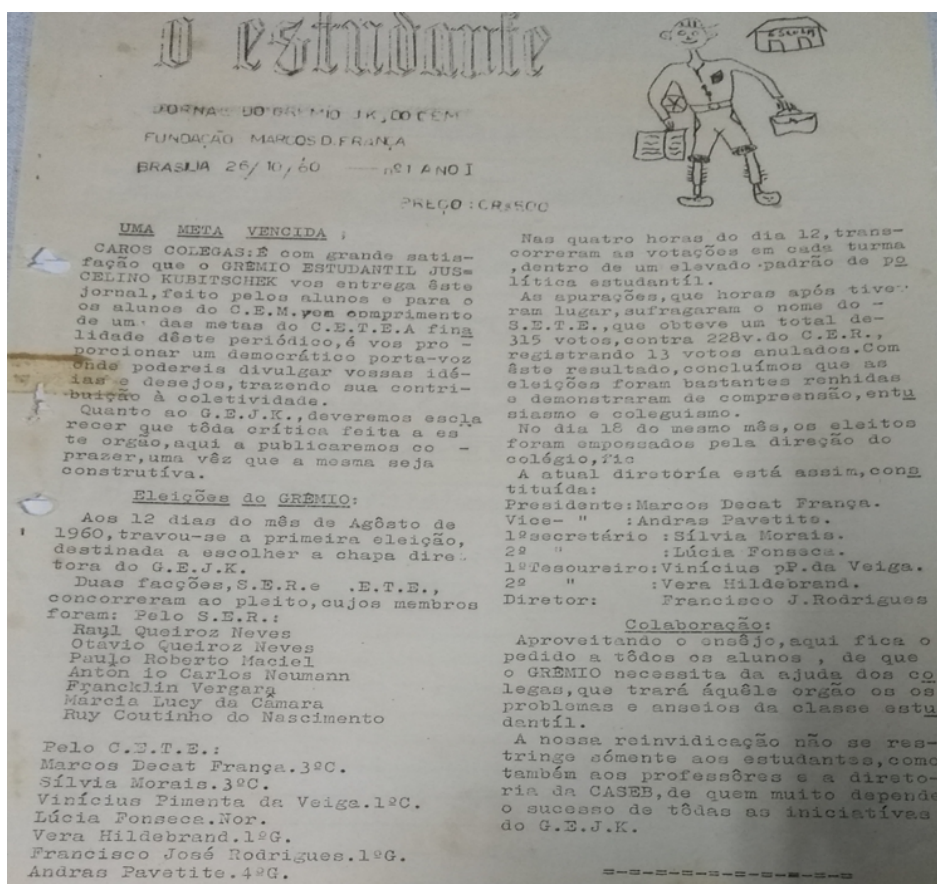 o estudante
ESCOLA
JORNAL DO GRÊMIO JK, DO CEM
FUNDAÇÃO MARCOS D. FRANÇA
BRASILIA 26/10/60 — nº1 ANO I
PREÇO: CR$5,00
UMA META VENCIDA ;
CAROS COLEGAS:É com grande satis-
fação que o GRÊMIO ESTUDANTIL JUS=
CELINO KUBITSCHEK vos entrega êste
jornal,feito pelos alunos e para o
os alunos do C.E.M.vem comprimento
de um. das metas do C.E.T.E.A fina
lidade dêste periódico,é vos pro -
porcionar um democrático porta-voz
onde podereis divulgar vossas idé-
ias e desejos,trazendo sua contri-
buição à coletividade.
Quanto ao G.E.J.K.,deveremos escla
recer que tôda crítica feita a es
te orgão,aqui a publicaremos co -
prazer,uma vêz que a mesma seja
construtíva.
Eleições do GRÊMIO:
Aos 12 dias do mês de Agôsto de
1960,travou-se a primeira eleição,
destinada a escolher a chapa dire-
tora do G.E.J.K.
Duas facções,S.E.R.e .E.T.E.,
concorreram ao pleito,cujos membros
foram: Pelo S.E.R.:
Raul Queiroz Neves
Otavio Queiroz Neves
Paulo Roberto Maciel
Anton io Carlos Neumann
Francklin Vergara
Marcia Lucy da Câmara
Ruy Coutinho do Nascimento
Pelo C.E.T.E.:
Marcos Decat França.3ºC.
Sílvia Morais.3ºC.
Vinícius Pimenta da Veiga.1ºC.
Lúcia Fonseca.Nor.
Vera Hildebrand.1ºG.
Francisco José Rodrigues.1ºG.
Andras Pavetite.4ºG.
Nas quatro horas do dia 12,trans-
correram as votações em cada turma
,dentro de um elevado padrão de po
lítica estudantíl.
As apurações,que horas após tive-
ram lugar,sufragaram o nome do -
S.E.T.E.,que obteve um total de-
315 votos,contra 228v.do C.E.R.,
registrando 13 votos anulados.Com
êste resultado,concluímos que as
eleições foram bastantes renhidas
e demonstraram de compreensão,entu
siasmo e coleguismo.
No dia 18 do mesmo mês,os eleitos
foram empossados pela direção do
colégio,fic
A atual diretoría está assim,cons
tituída:
Presidente:Marcos Decat França.
Vice- " :Andras Pavetite.
1ºsecretário :Sílvia Morais.
2º " :Lúcia Fonseca.
1ºTesoureiro:Vinícius pP.da Veiga.
2º " :Vera Hildebrand.
Diretor: Francisco J.Rodrigues
Colaboração:
Aproveitando o ensêjo,aqui fica o
pedido a tôdos os alunos , de que
o GRÊMIO necessita da ajuda dos co
legas,que trará áquêle orgão os os
problemas e anseios da classe estu
dantíl.
A nossa reinvidicação não se res-
tringe sómente aos estudantes,como
também aos professôres e a direto-
ria da CASEB,de quem muito depende
o sucesso de tôdas as iniciatívas
do G.E.J.K.
=-=-=-=-=-=-=-=-=-=